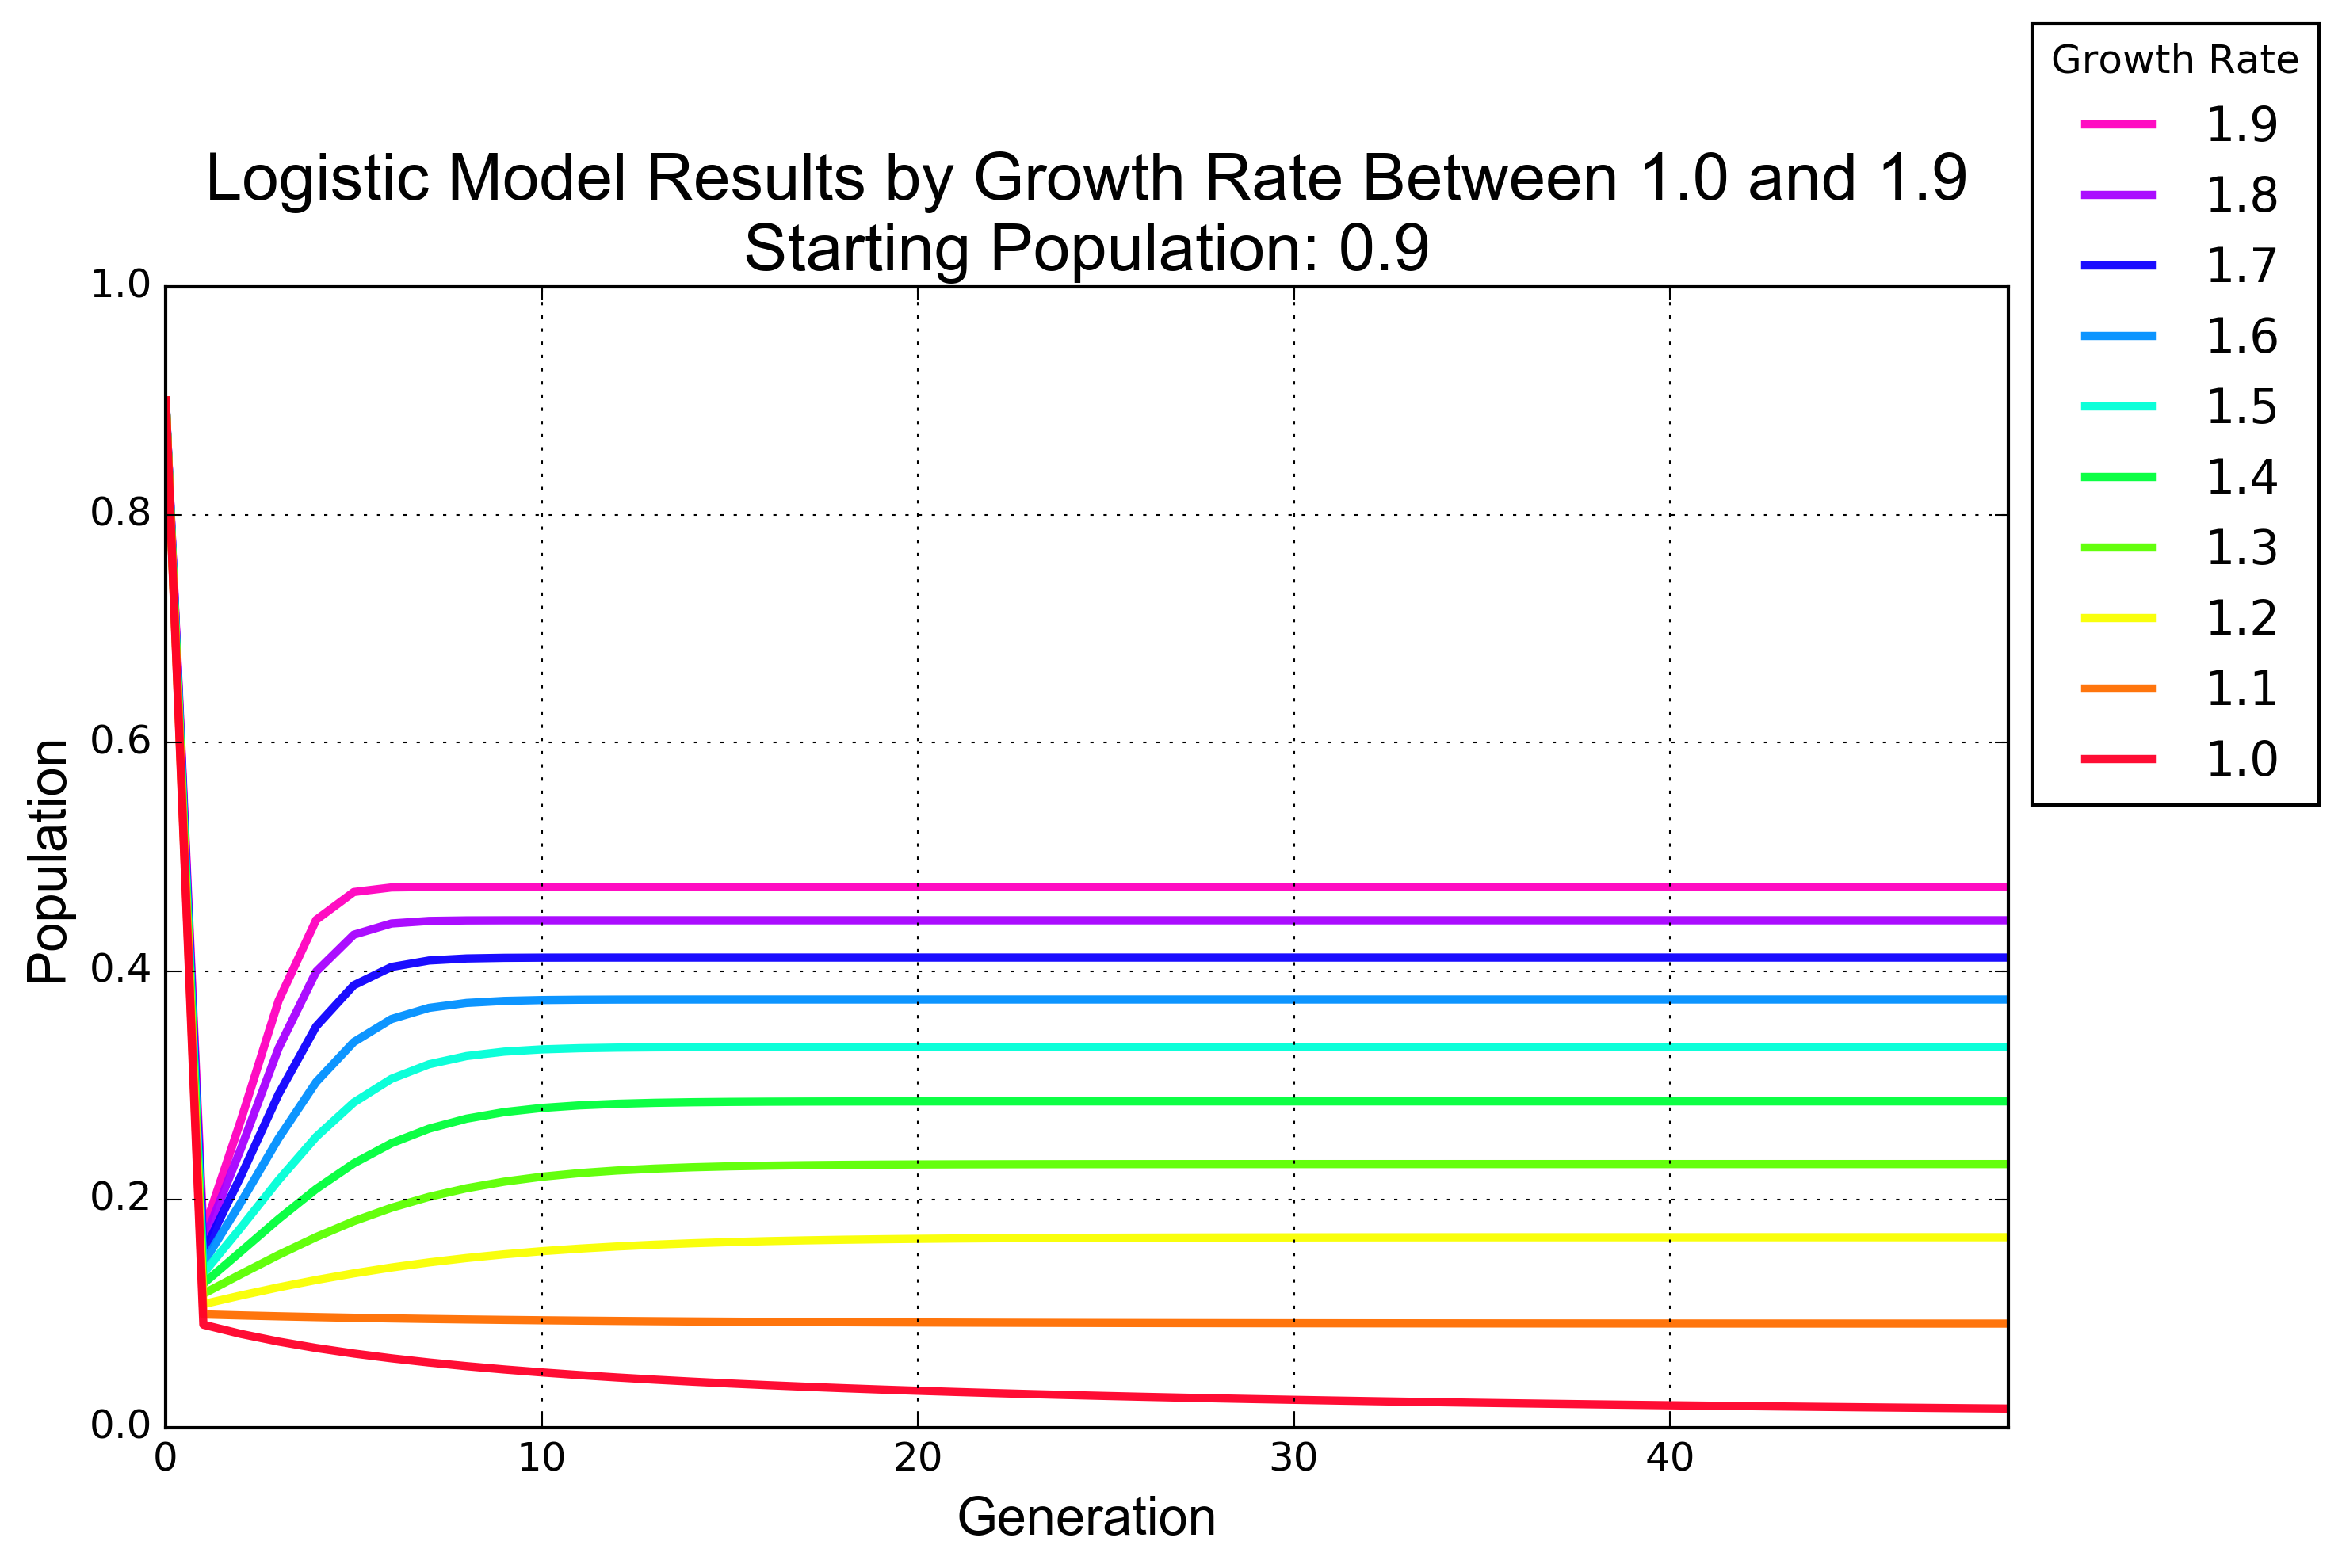 Growth Rate
1.9
1.8
1.7
1.6
1.5
1.4
1.3
1.2
1.1
1.0
Logistic Model Results by Growth Rate Between 1.0 and 1.9
Starting Population: 0.9
Population
1.0
0.8
0.6
0.4
0.2
0.0
0 10 20 30 40
Generation